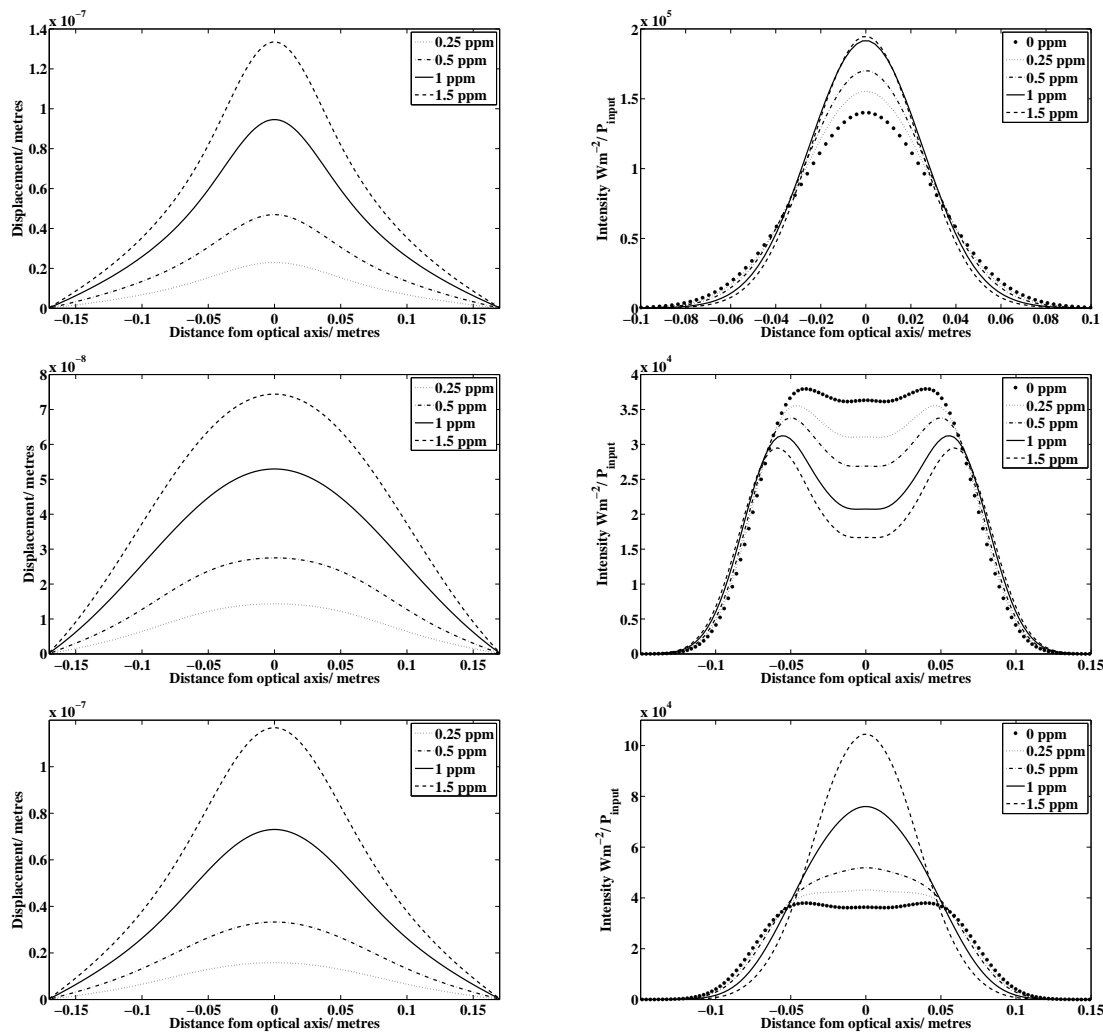 x 10−7
1.4
1.2
1
0.8
0.6
0.4
0.2
0
Displacement/ metres
−0.15 −0.1 −0.05 0 0.05 0.1 0.15
Distance fom optical axis/ metres
0.25 ppm
0.5 ppm
1 ppm
1.5 ppm
x 10 5
2
1.5
1
0.5
0
Intensity Wm−2/ Pinput
−0.1 −0.08 −0.06 −0.04 −0.02 0 0.02 0.04 0.06 0.08 0.1
Distance fom optical axis/ metres
0 ppm
0.25 ppm
0.5 ppm
1 ppm
1.5 ppm
x 10−8
8
7
6
5
4
3
2
1
0
Displacement/ metres
−0.15 −0.1 −0.05 0 0.05 0.1 0.15
Distance fom optical axis/ metres
0.25 ppm
0.5 ppm
1 ppm
1.5 ppm
x 10 4
4
3.5
3
2.5
2
1.5
1
0.5
0
Intensity Wm−2/ Pinput
−0.1 −0.05 0 0.05 0.1 0.15
Distance fom optical axis/ metres
0 ppm
0.25 ppm
0.5 ppm
1 ppm
1.5 ppm
x 10−7
1
0.8
0.6
0.4
0.2
0
Displacement/ metres
−0.15 −0.1 −0.05 0 0.05 0.1 0.15
Distance fom optical axis/ metres
0.25 ppm
0.5 ppm
1 ppm
1.5 ppm
x 10 4
10
8
6
4
2
0
Intensity Wm−2/ Pinput
−0.1 −0.05 0 0.05 0.1 0.15
Distance fom optical axis/ metres
0 ppm
0.25 ppm
0.5 ppm
1 ppm
1.5 ppm